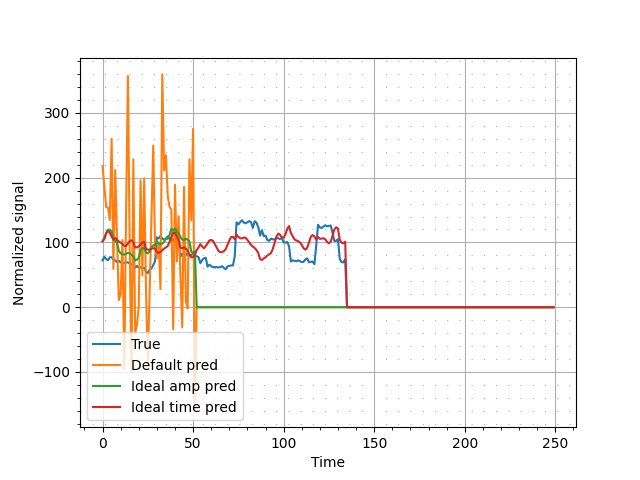 300
200
100
0
−100
Normalized signal
True
Default pred
Ideal amp pred
Ideal time pred
0 50 100 150 200 250
Time